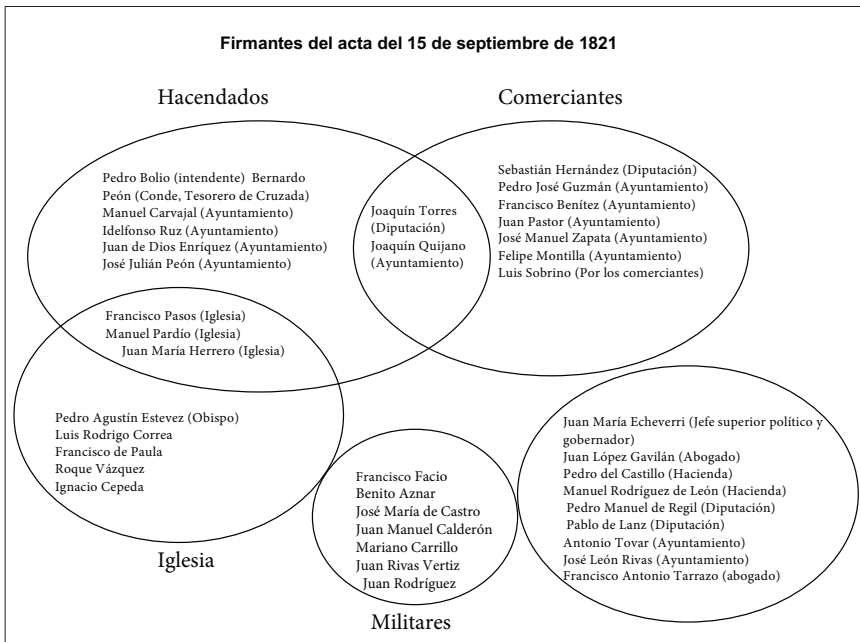 Firmantes del acta del 15 de septiembre de 1821
Hacendados
Comerciantes
Pedro Bolio (intendente) Bernardo
Peón (Conde, Tesorero de Cruzada)
Manuel Carvajal (Ayuntamiento)
Idelfonso Ruz (Ayuntamiento)
Juan de Dios Enríquez (Ayuntamiento)
José Julián Peón (Ayuntamiento)
Joaquín Torres
(Diputación)
Joaquín Quijano
(Ayuntamiento)
Sebastián Hernández (Diputación)
Pedro José Guzmán (Ayuntamiento)
Francisco Benítez (Ayuntamiento)
Juan Pastor (Ayuntamiento)
José Manuel Zapata (Ayuntamiento)
Felipe Montilla (Ayuntamiento)
Luis Sobrino (Por los comerciantes)
Francisco Pasos (Iglesia)
Manuel Pardío (Iglesia)
Juan María Herrero (Iglesia)
Pedro Agustín Estevez (Obispo)
Luis Rodrigo Correa
Francisco de Paula
Roque Vázquez
Ignacio Cepeda
Iglesia
Francisco Facio
Benito Aznar
José María de Castro
Juan Manuel Calderón
Mariano Carrillo
Juan Rivas Vertiz
Juan Rodríguez
Militares
Juan María Echeverri (Jefe superior político y
gobernador)
Juan López Gavilán (Abogado)
Pedro del Castillo (Hacienda)
Manuel Rodríguez de León (Hacienda)
Pedro Manuel de Regil (Diputación)
Pablo de Lanz (Diputación)
Antonio Tovar (Ayuntamiento)
José León Rivas (Ayuntamiento)
Francisco Antonio Tarrazo (abogado)